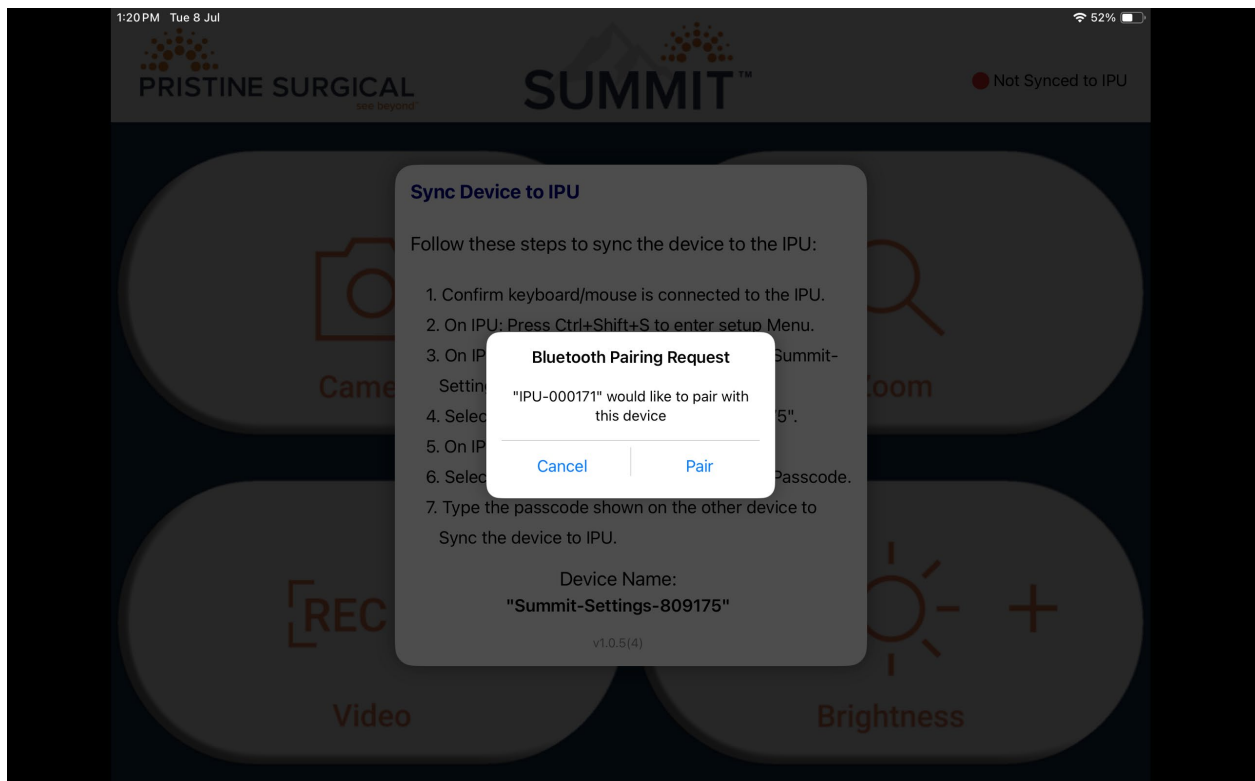 1:20 PM Tue 8 Jul
52%
PRISTINE SURGICAL
see beyond™
SUMMIT™
Not Synced to IPU
Sync Device to IPU
Follow these steps to sync the device to the IPU:
1. Confirm keyboard/mouse is connected to the IPU.
2. On IPU: Press Ctrl+Shift+S to enter setup Menu.
3. On IP
Summit-
Settin
4. Selec
5".
5. On IP
6. Selec
Passcode.
7. Type the passcode shown on the other device to
Sync the device to IPU.
Device Name:
"Summit-Settings-809175"
v1.0.5(4)
Bluetooth Pairing Request
"IPU-000171" would like to pair with
this device
Cancel
Pair
Came
oom
REC
Video
Brightness